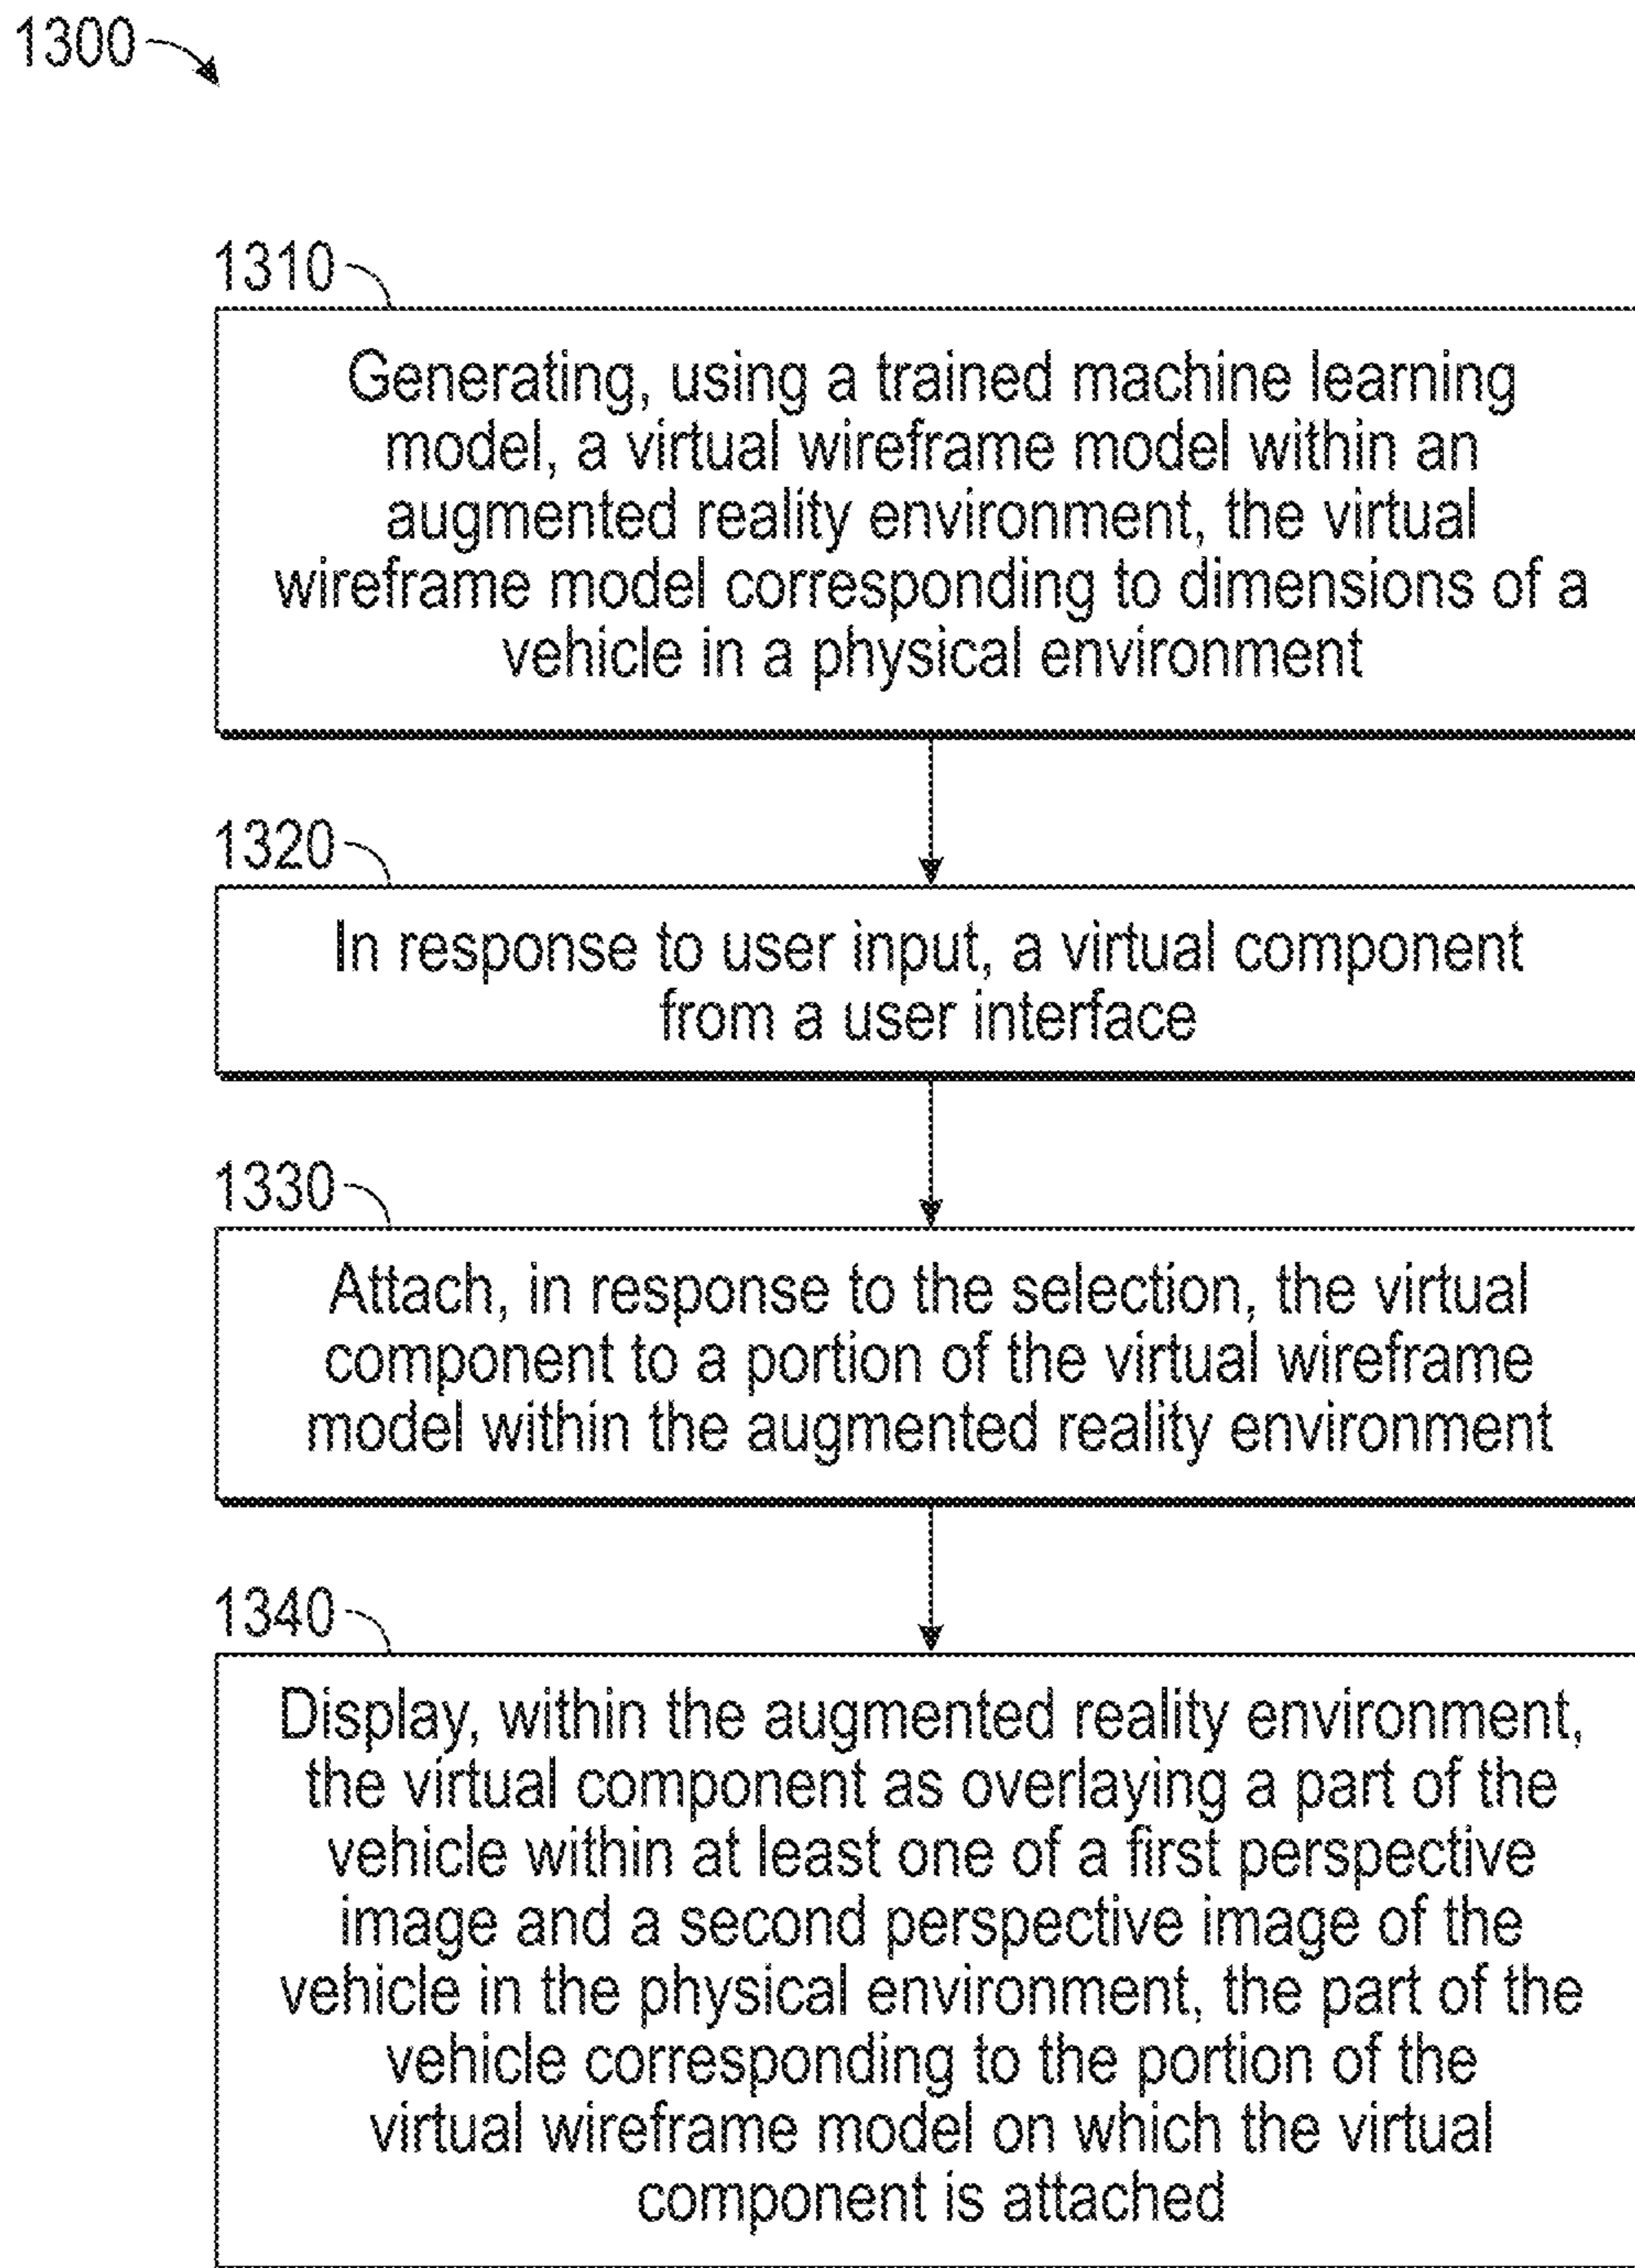 1300
1310
Generating, using a trained machine learning
model, a virtual wireframe model within an
augmented reality environment, the virtual
wireframe model corresponding to dimensions of a
vehicle in a physical environment
1320
In response to user input, a virtual component
from a user interface
1330
Attach, in response to the selection, the virtual
component to a portion of the virtual wireframe
model within the augmented reality environment
1340
Display, within the augmented reality environment,
the virtual component as overlaying a part of the
vehicle within at least one of a first perspective
image and a second perspective image of the
vehicle in the physical environment, the part of the
vehicle corresponding to the portion of the
virtual wireframe model on which the virtual
component is attached